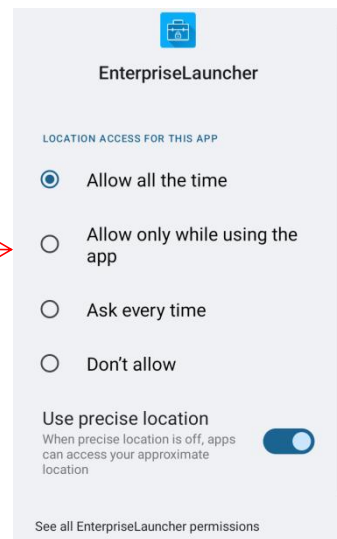 EnterpriseLauncher
LOCATION ACCESS FOR THIS APP
Allow all the time
Allow only while using the
app
Ask every time
Don't allow
Use precise location
When precise location is off, apps
can access your approximate
location
See all EnterpriseLauncher permissions